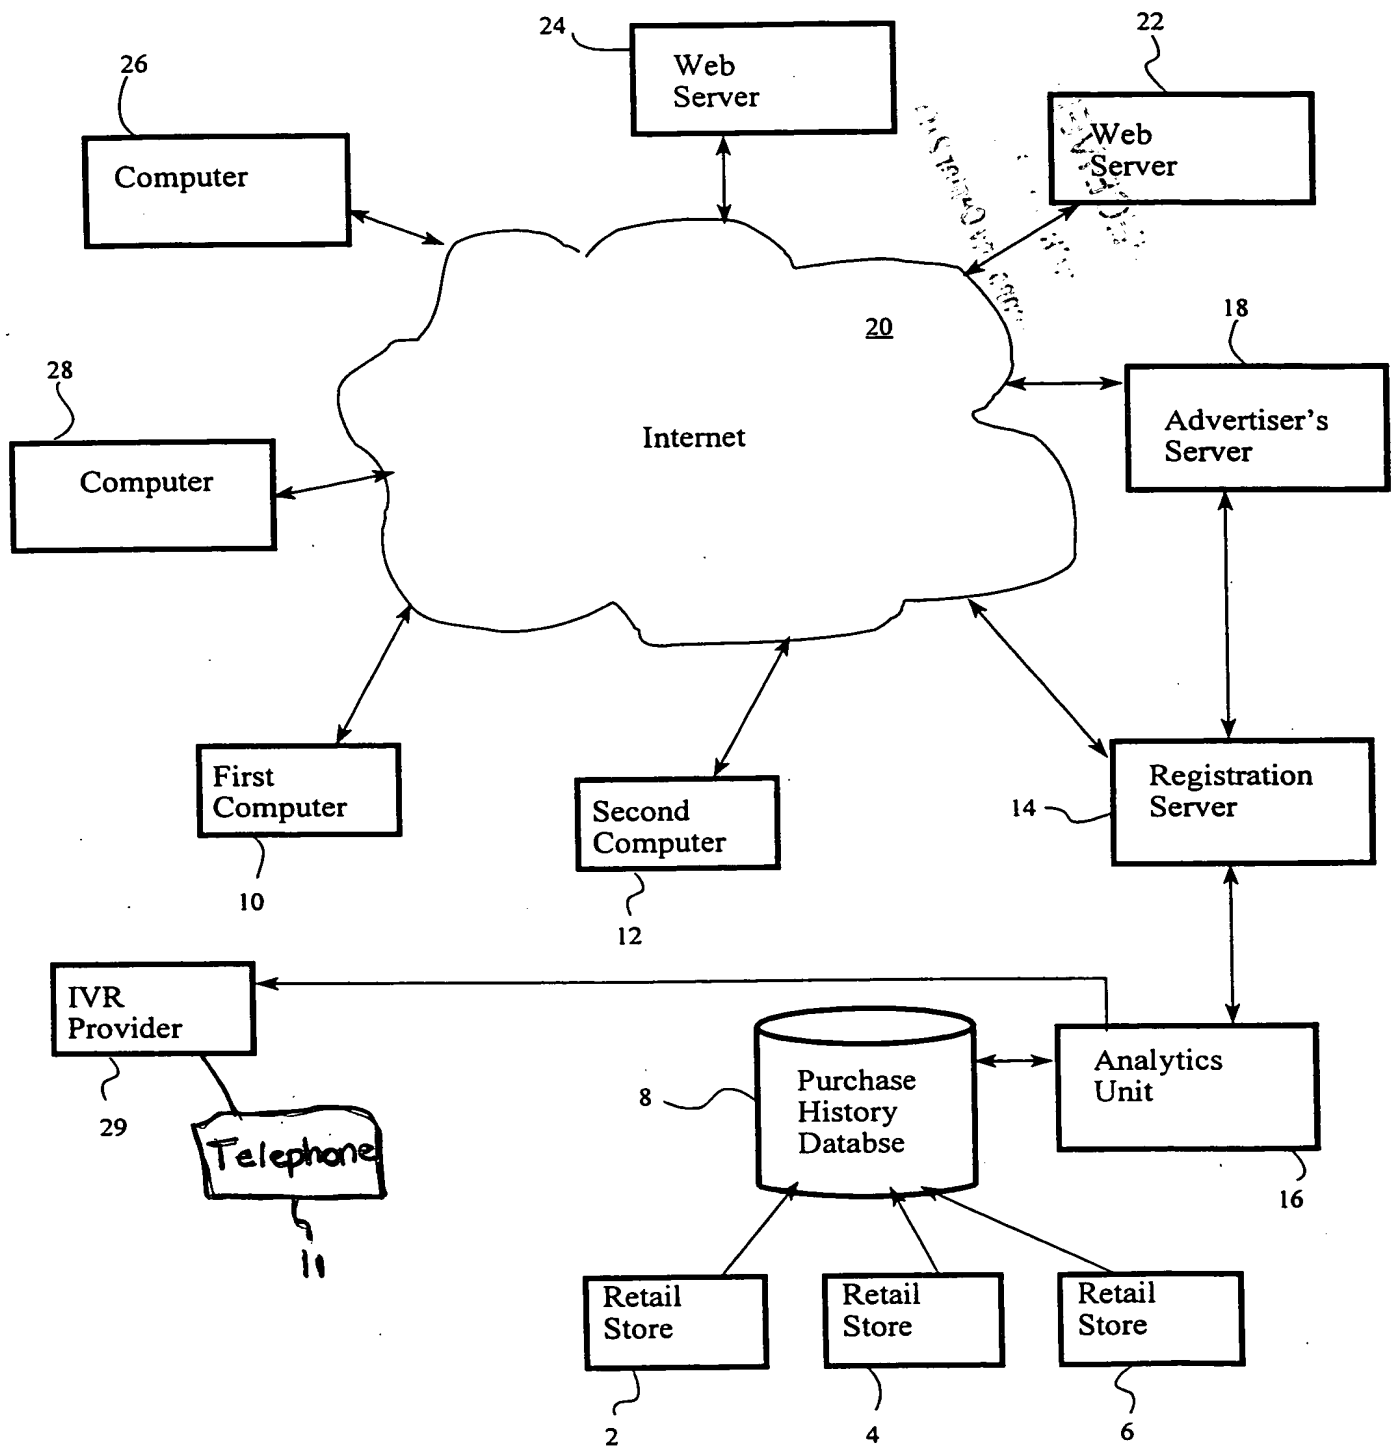 24
Web
Server
22
Web
Server
26
Computer
20
18
Advertiser's
Server
28
Computer
Internet
First
Computer
10
Second
Computer
12
Registration
Server
14
IVR
Provider
29
Telephone
11
8
Purchase
History
Databse
Analytics
Unit
16
Retail
Store
2
Retail
Store
4
Retail
Store
6